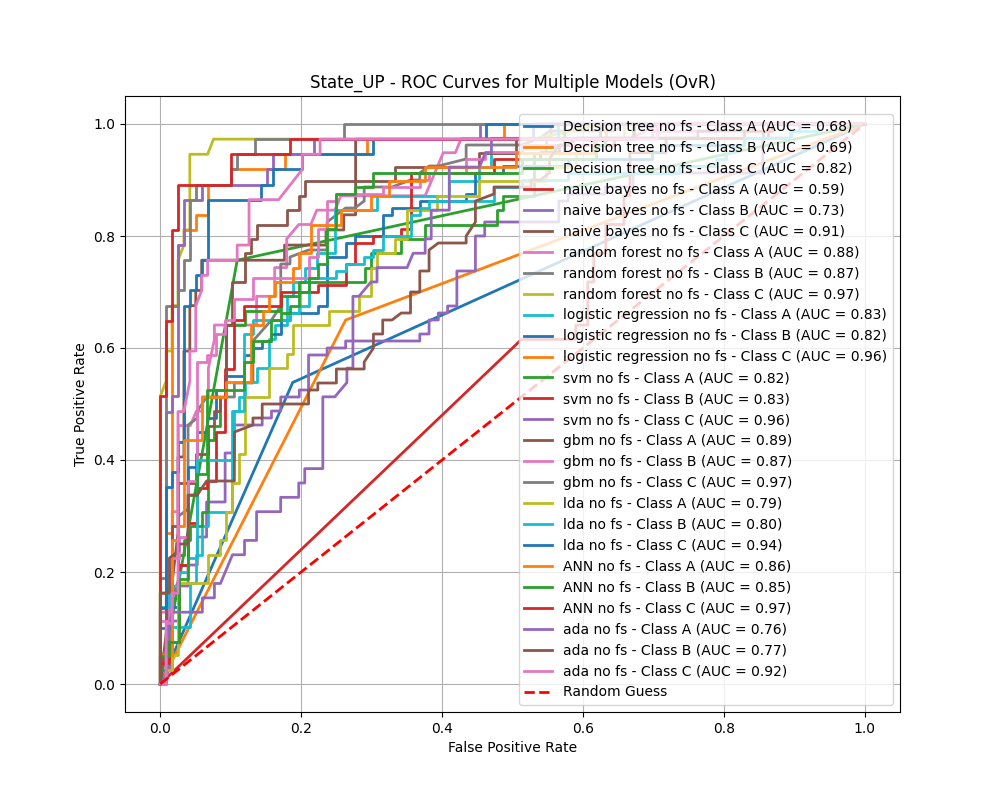 State_UP - ROC Curves for Multiple Models (OvR)
True Positive Rate
1.0
0.8
0.6
0.4
0.2
0.0
Decision tree no fs - Class A (AUC = 0.68)
Decision tree no fs - Class B (AUC = 0.69)
Decision tree no fs - Class C (AUC = 0.82)
naive bayes no fs - Class A (AUC = 0.59)
naive bayes no fs - Class B (AUC = 0.73)
naive bayes no fs - Class C (AUC = 0.91)
random forest no fs - Class A (AUC = 0.88)
random forest no fs - Class B (AUC = 0.87)
random forest no fs - Class C (AUC = 0.97)
logistic regression no fs - Class A (AUC = 0.83)
logistic regression no fs - Class B (AUC = 0.82)
logistic regression no fs - Class C (AUC = 0.96)
svm no fs - Class A (AUC = 0.82)
svm no fs - Class B (AUC = 0.83)
svm no fs - Class C (AUC = 0.96)
gbm no fs - Class A (AUC = 0.89)
gbm no fs - Class B (AUC = 0.87)
gbm no fs - Class C (AUC = 0.97)
lda no fs - Class A (AUC = 0.79)
lda no fs - Class B (AUC = 0.80)
lda no fs - Class C (AUC = 0.94)
ANN no fs - Class A (AUC = 0.86)
ANN no fs - Class B (AUC = 0.85)
ANN no fs - Class C (AUC = 0.97)
ada no fs - Class A (AUC = 0.76)
ada no fs - Class B (AUC = 0.77)
ada no fs - Class C (AUC = 0.92)
Random Guess
0.0
0.2
0.4
0.6
0.8
1.0
False Positive Rate